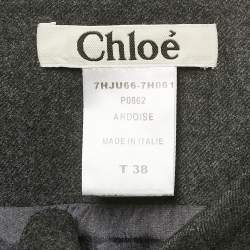 Chloé
7HJU66-7H061
P0062
ARDOISE
MADE IN ITALIE
T 38